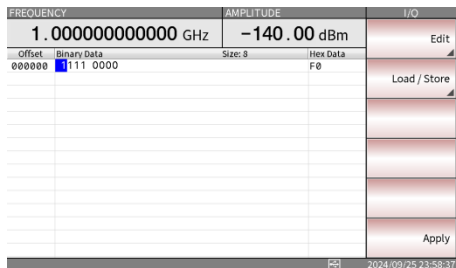 FREQUENCY AMPLITUDE I/O
1. 000000000000 GHz -140. 00 dBm Edit
Offset Binary Data Size: 8 Hex Data
000000 1111 0000 F0
Load / Store
Apply
2024/09/25 23:58:37